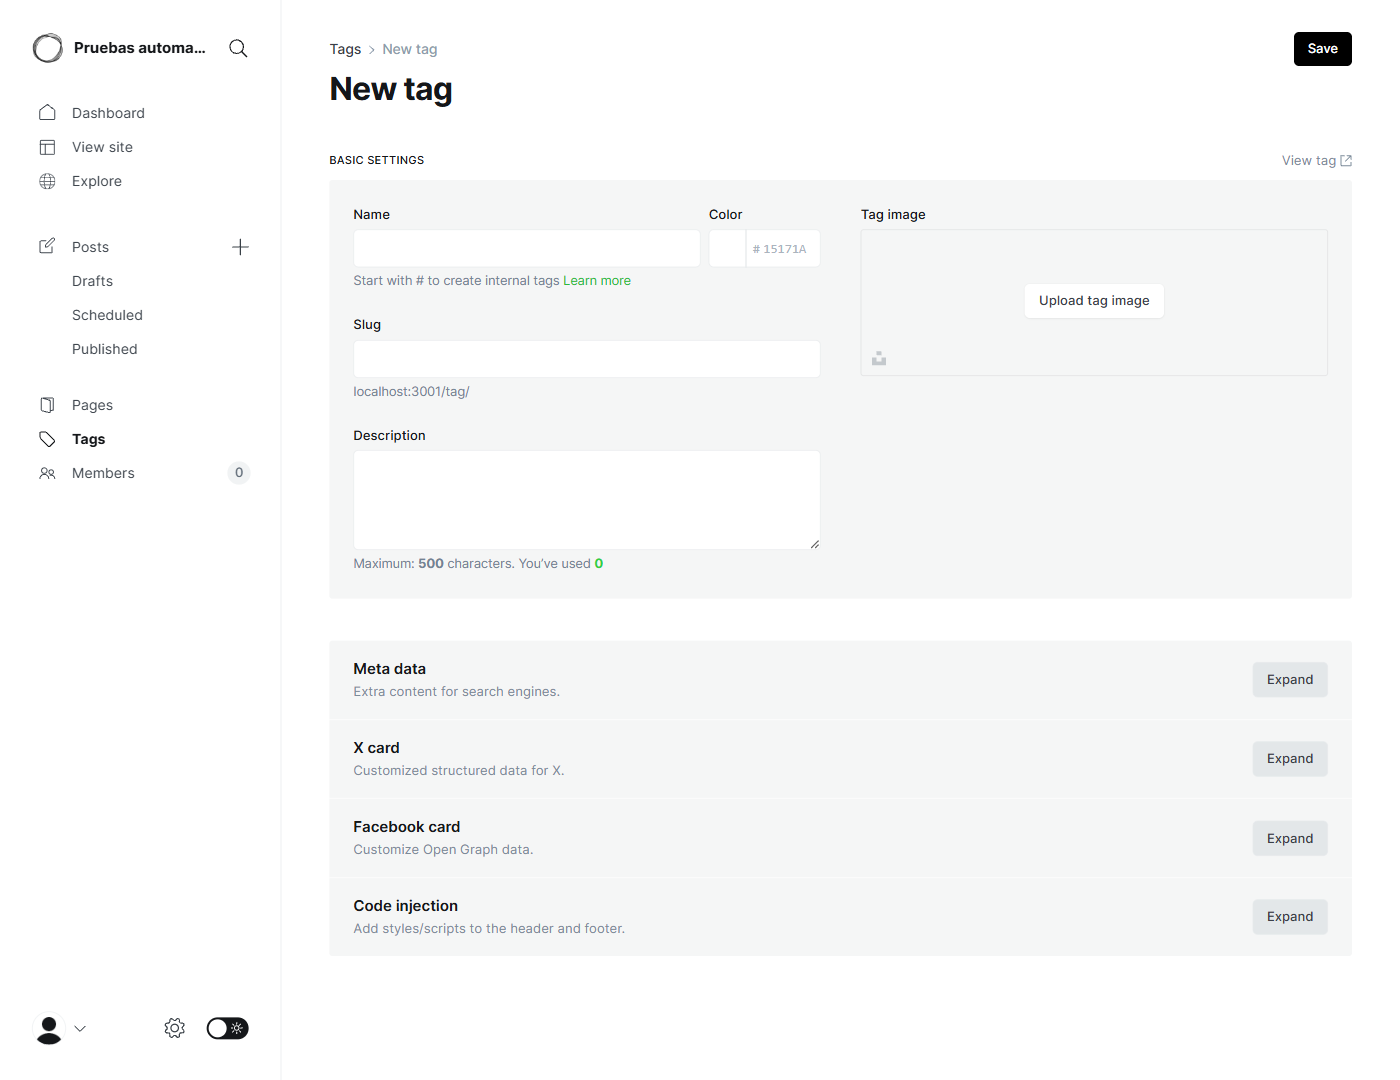 Pruebas automa...
Dashboard
View site
Explore
Posts
Drafts
Scheduled
Published
Pages
Tags
Members 0
Tags > New tag
Save
New tag
BASIC SETTINGS
View tag
Name
Color
# 15171A
Start with # to create internal tags Learn more
Slug
localhost:3001/tag/
Description
Maximum: 500 characters. You’ve used 0
Tag image
Upload tag image
Meta data
Extra content for search engines.
Expand
X card
Customized structured data for X.
Expand
Facebook card
Customize Open Graph data.
Expand
Code injection
Add styles/scripts to the header and footer.
Expand